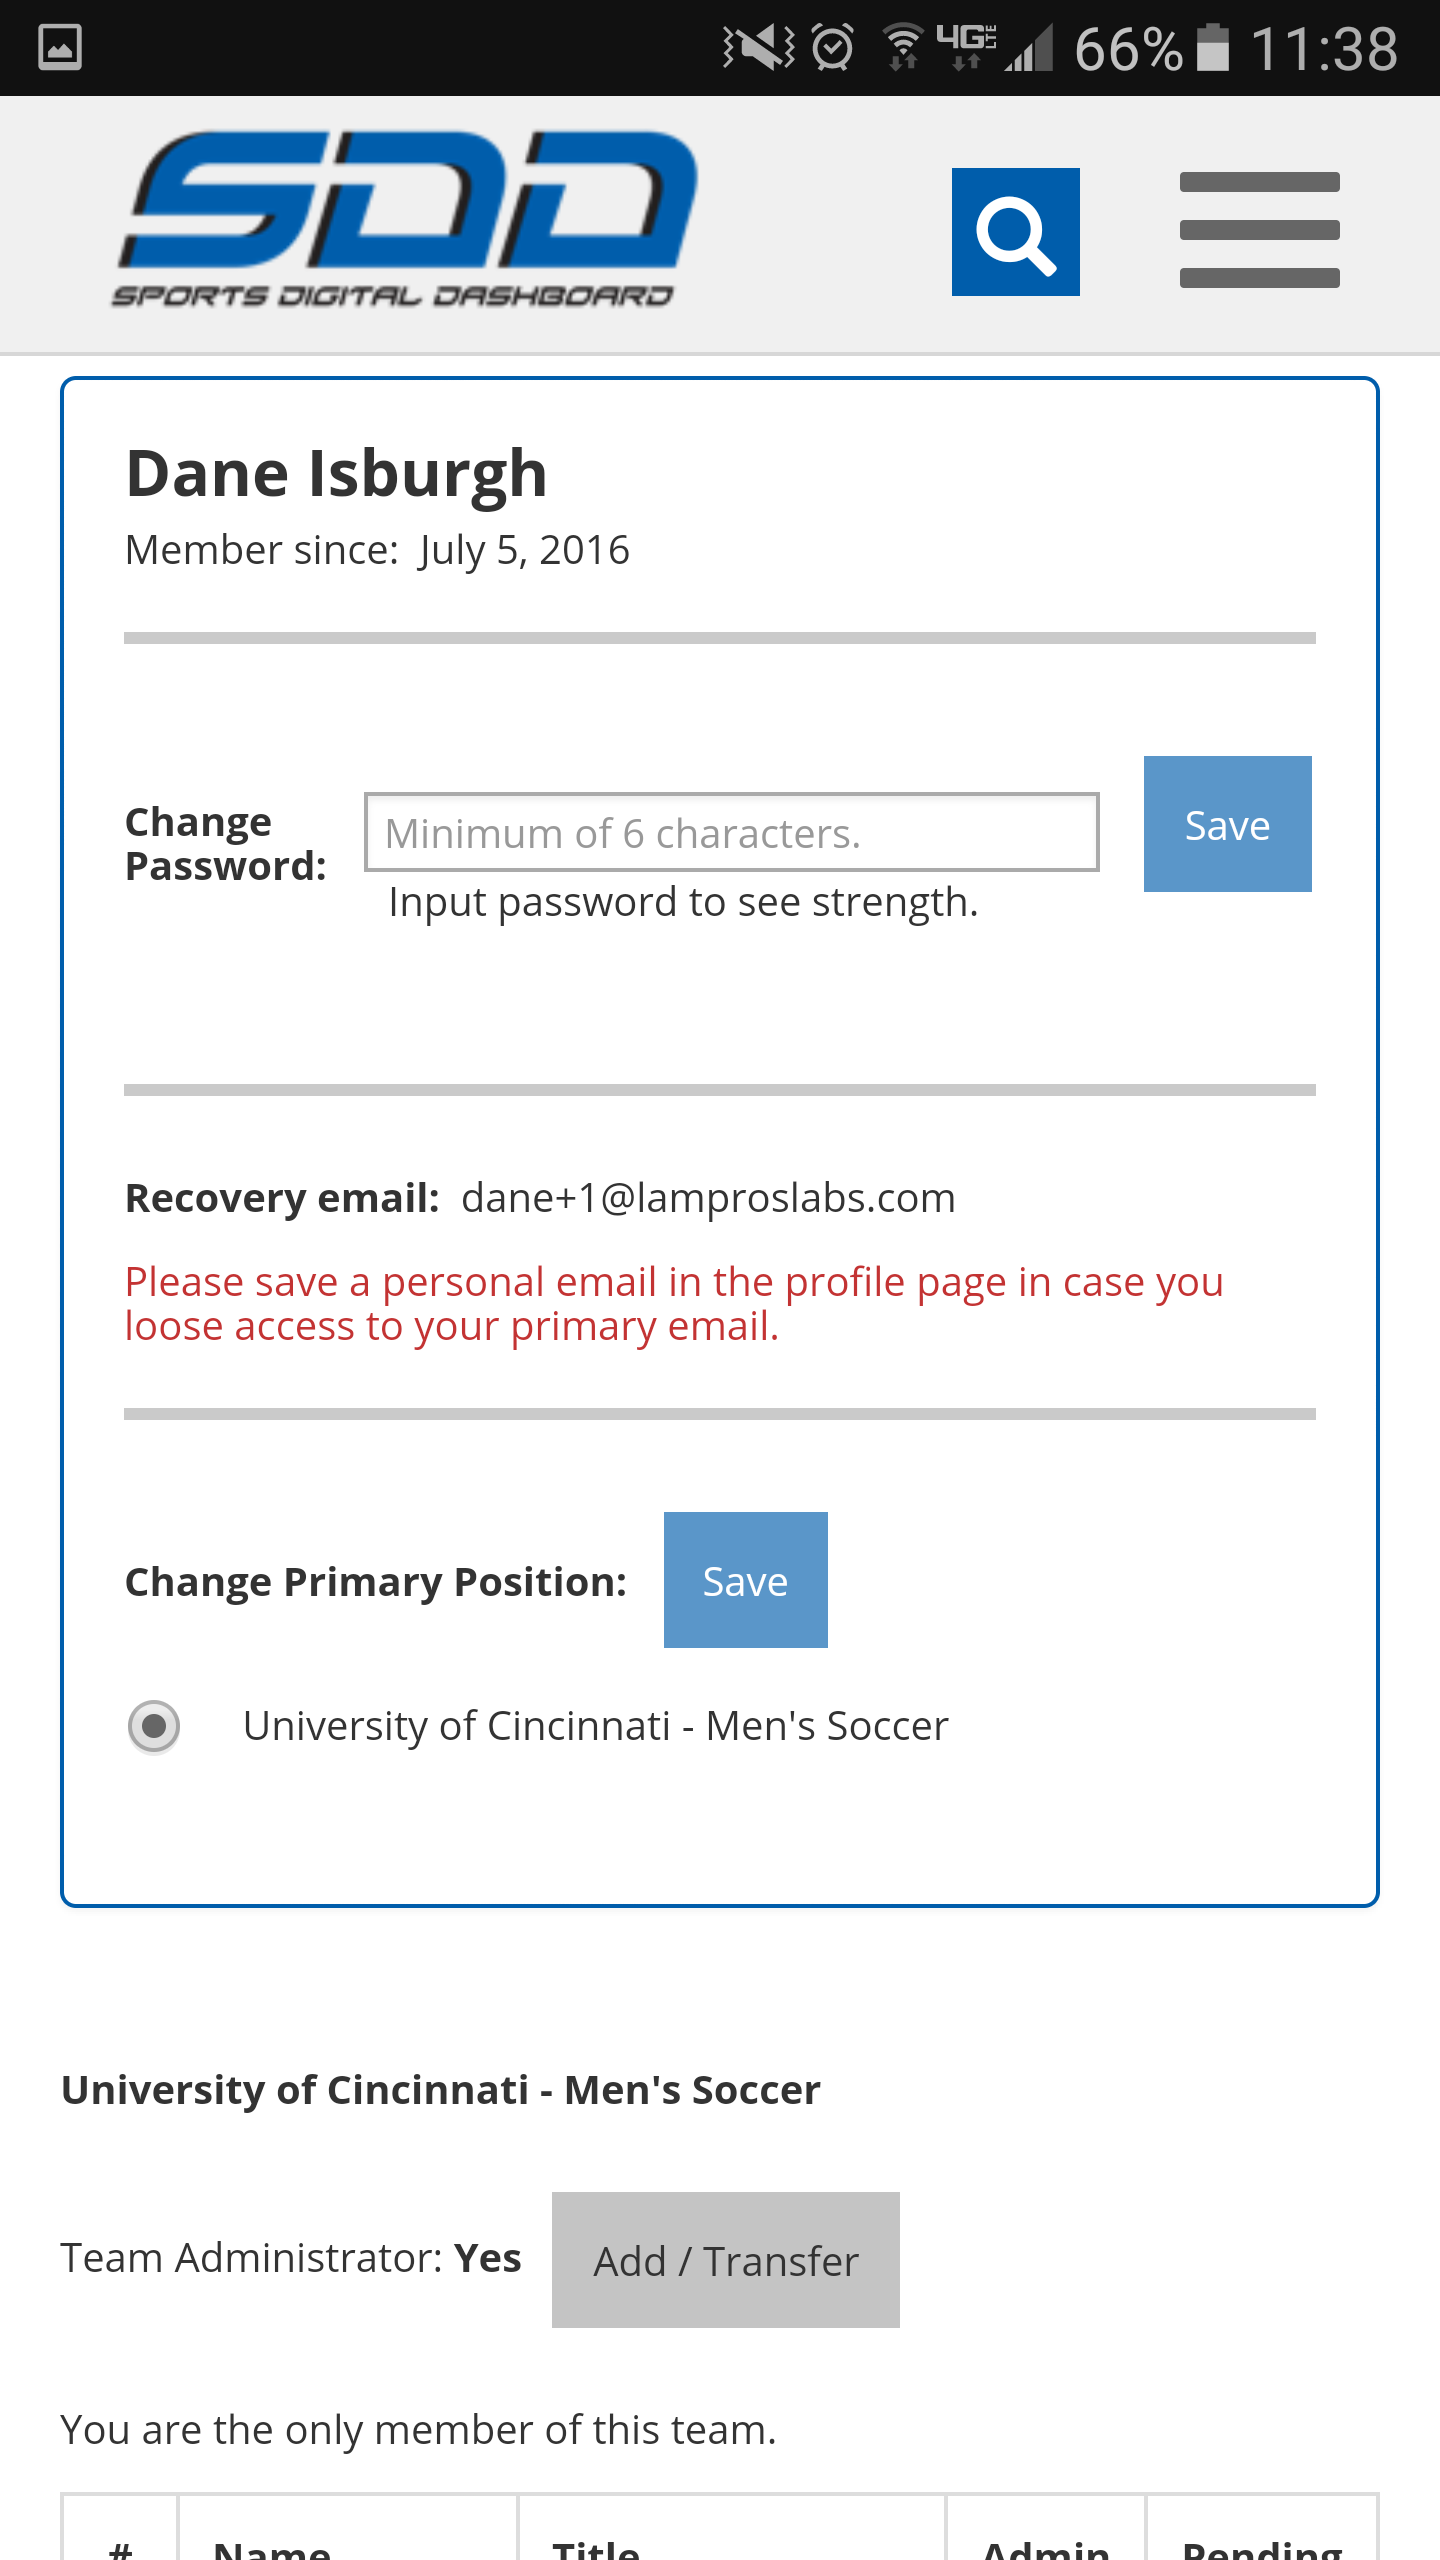 4G LTE 66% 11:38
SDD
SPORTS DIGITAL DASHBOARD
Dane Isburgh
Member since: July 5, 2016
Change
Password:
Minimum of 6 characters.
Save
Input password to see strength.
Recovery email: dane+1@lamproslabs.com
Please save a personal email in the profile page in case you
loose access to your primary email.
Change Primary Position: Save
University of Cincinnati - Men's Soccer
University of Cincinnati - Men's Soccer
Team Administrator: Yes Add / Transfer
You are the only member of this team.
# Name Title Admin Pending